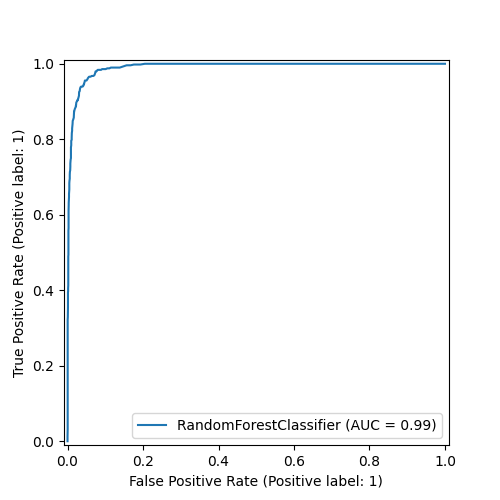 1.0
0.8
0.6
0.4
0.2
0.0
True Positive Rate (Positive label: 1)
RandomForestClassifier (AUC = 0.99)
0.0 0.2 0.4 0.6 0.8 1.0
False Positive Rate (Positive label: 1)